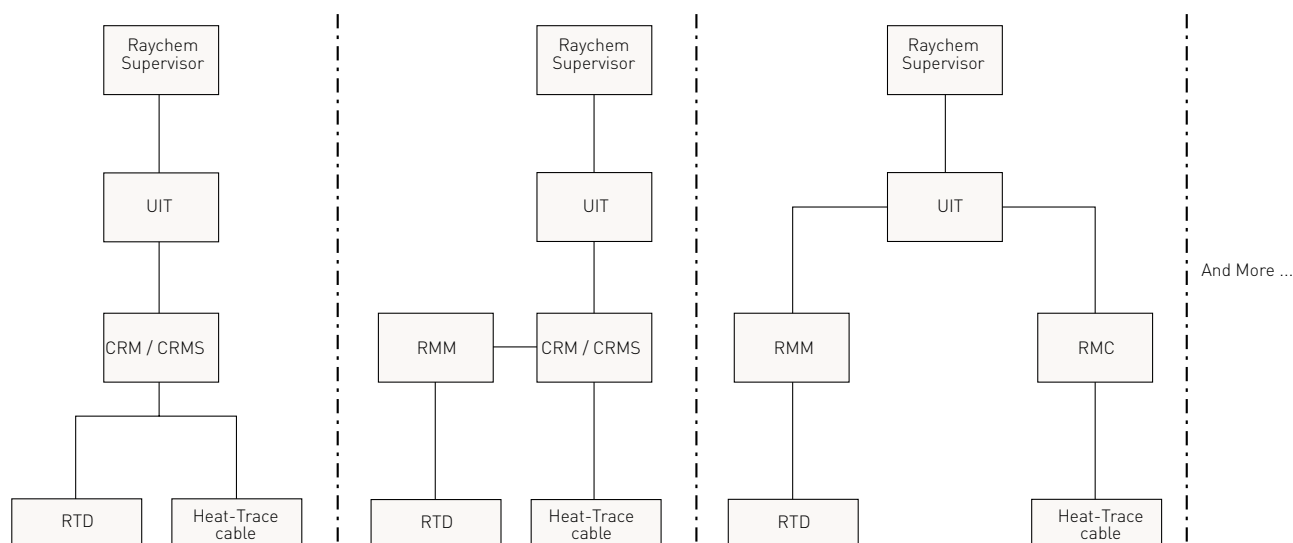 Raychem
Supervisor
UIT
CRM / CRMS
RTD
Heat-Trace
cable
Raychem
Supervisor
UIT
RMM
CRM / CRMS
RTD
Heat-Trace
cable
Raychem
Supervisor
UIT
RMM
RMC
RTD
Heat-Trace
cable
And More ...